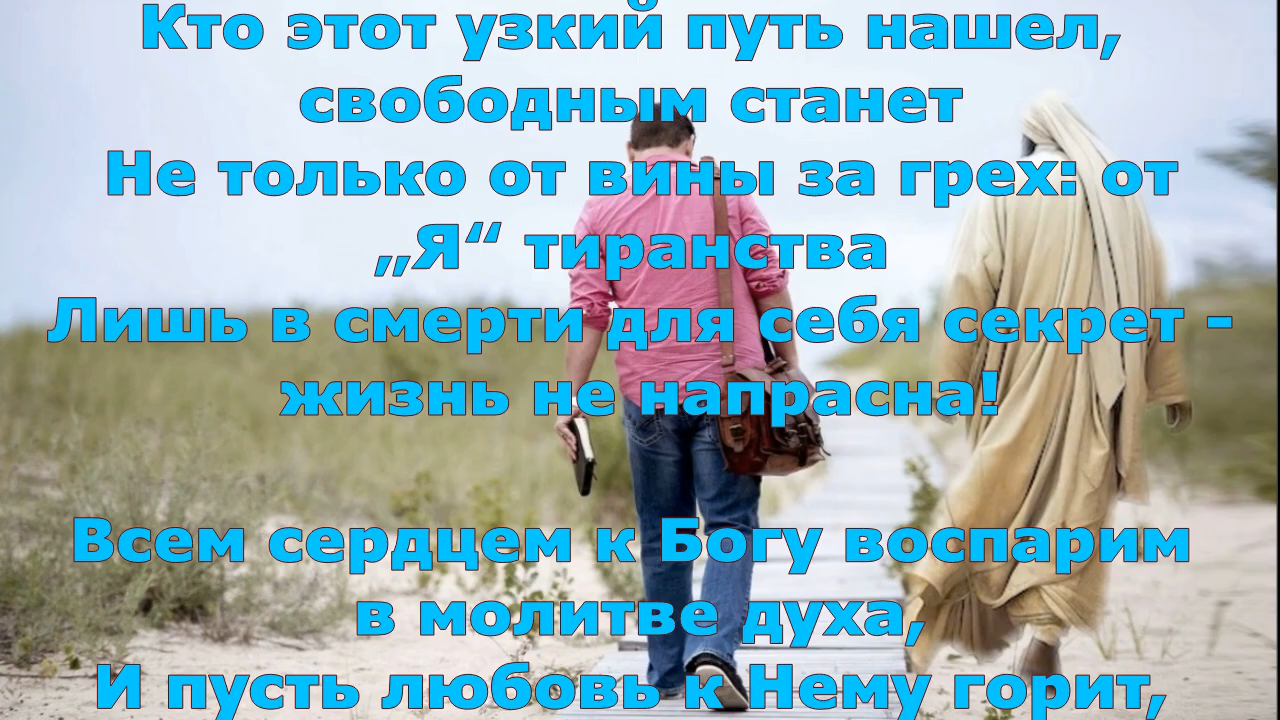 Кто этот узкий путь нашел,
свободным станет
Не только от вины за грех: от
„Я“ тиранства
Лишь в смерти для себя секрет -
жизнь не напрасна!
Всем сердцем к Богу воспарим
в молитве духа,
И пусть любовь к Нему горит,